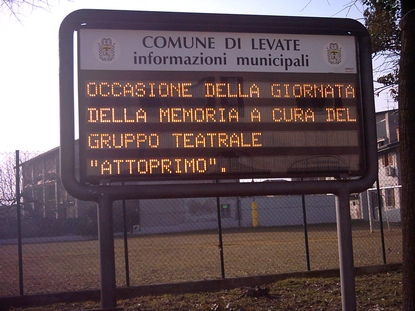 COMUNE DI LEVATE
informazioni municipali
OCCASIONE DELLA GIORNATA
DELLA MEMORIA A CURA DEL
GRUPPO TEATRALE
"ATTOPRIMO".